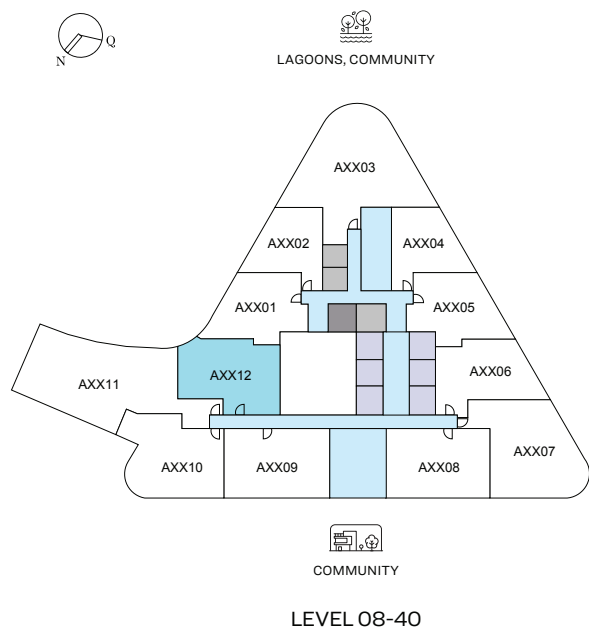 N Q
LAGOONS, COMMUNITY
AXX03
AXX02 AXX04
AXX01 AXX05
AXX11 AXX12 AXX06
AXX10 AXX09 AXX08 AXX07
COMMUNITY
LEVEL 08-40